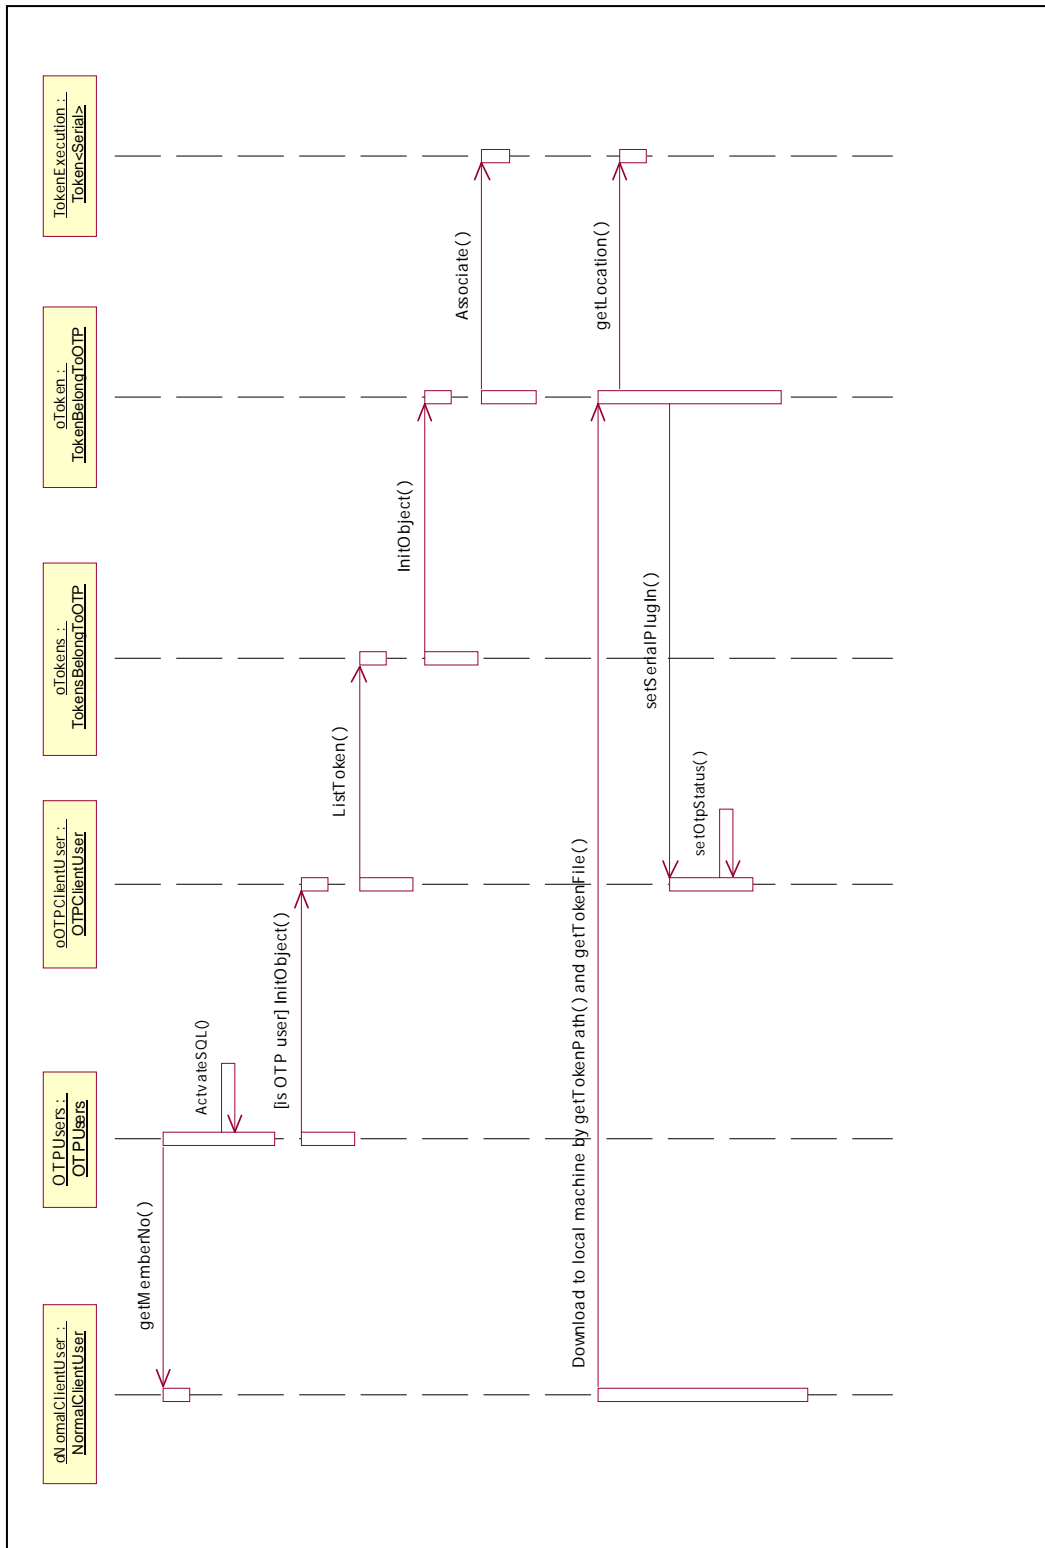 oNomalClientUser :
NormalClientUser
OTPUsers :
OTPUsers
oOTPClientUser :
OTPClientUser
oTokens :
TokensBelongToOTP
oToken :
TokenBelongToOTP
TokenExecution :
Token<Serial>
getMemberNo()
ActvateSQL()
[is OTP user] InitObject()
ListToken()
InitObject()
Associate()
Download to local machine by getTokenPath() and getTokenFile()
getLocation()
setSerialPlugIn()
setOtpStatus()